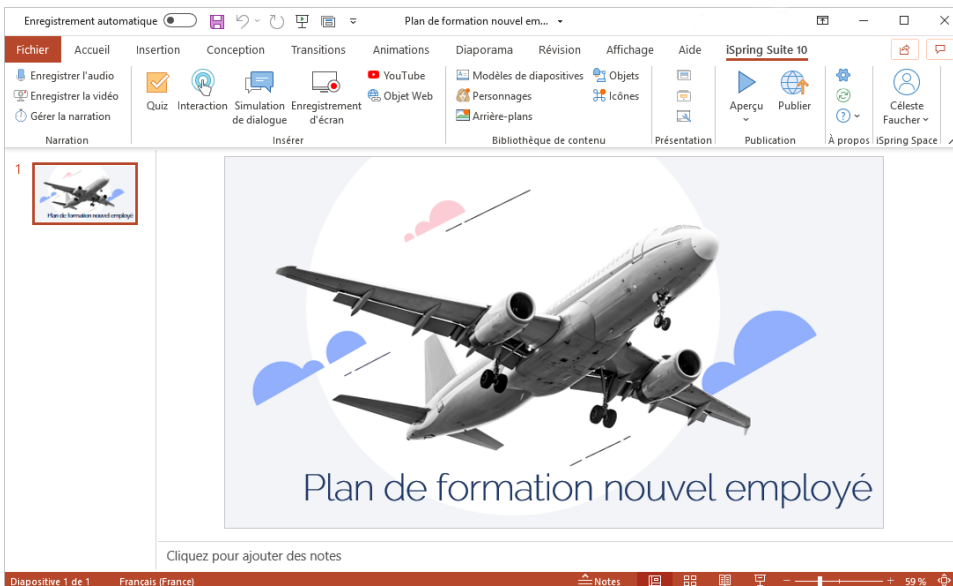 Enregistrement automatique
Plan de formation nouvel em...
Fichier Accueil Insertion Conception Transitions Animations Diaporama Révision Affichage Aide iSpring Suite 10
Enregistrer l'audio
Enregistrer la vidéo
Gérer la narration
Narration
Quiz
Interaction
Simulation
de dialogue
Enregistrement
d'écran
YouTube
Objet Web
Insérer
Modèles de diapositives
Personnages
Arrière-plans
Objets
Icônes
Bibliothèque de contenu
Présentation
Aperçu
Publier
Publication
À propos
Céleste
Faucher
iSpring Space
1
Plan de formation nouvel employé
Plan de formation nouvel employé
Cliquez pour ajouter des notes
Diapositive 1 de 1 Français (France) Notes 59 %